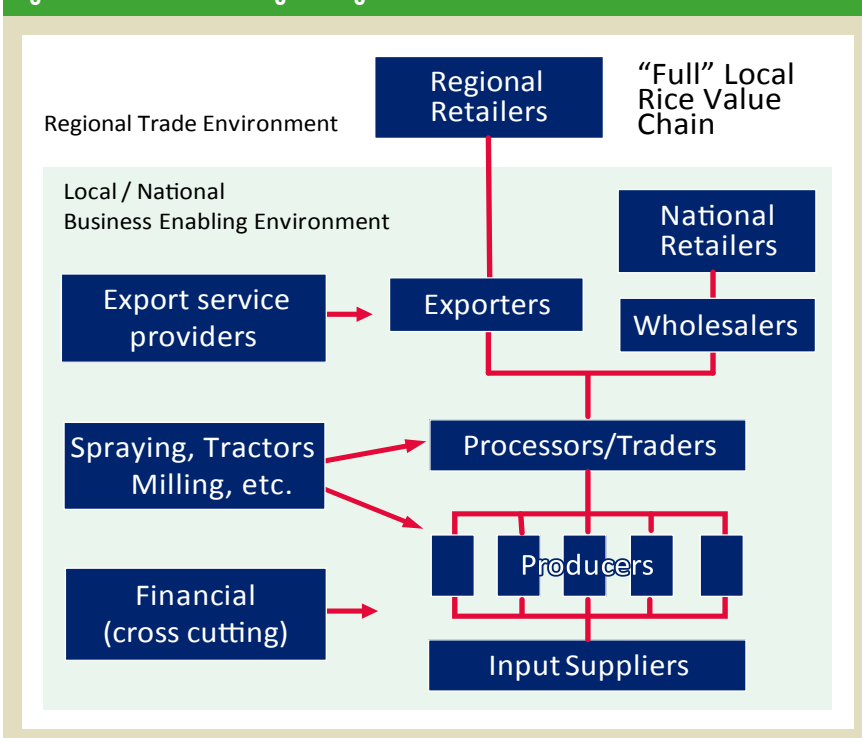 Regional
Retailers
“Full” Local
Rice Value
Chain
Regional Trade Environment
Local / National
Business Enabling Environment
National
Retailers
Export service
providers
Exporters
Wholesalers
Spraying, Tractors
Milling, etc.
Processors/Traders
Producers
Financial
(cross cutting)
Input Suppliers